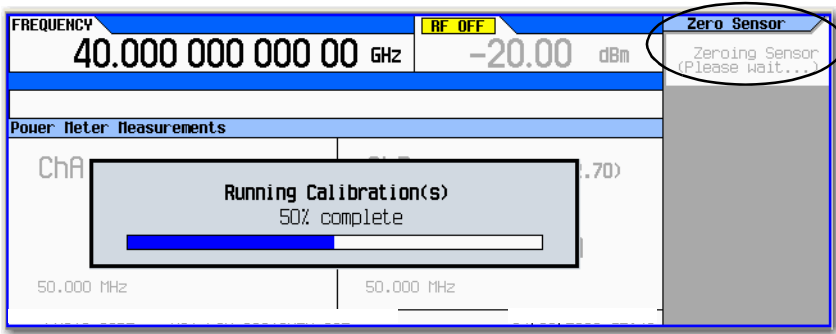 FREQUENCY
40.000 000 000 00 GHz
RF OFF
-20.00 dBm
Zero Sensor
Zeroing Sensor
(Please Wait...)
Power Meter Measurements
ChA
.70)
Running Calibration(s)
50% complete
50.000 MHz
50.000 MHz